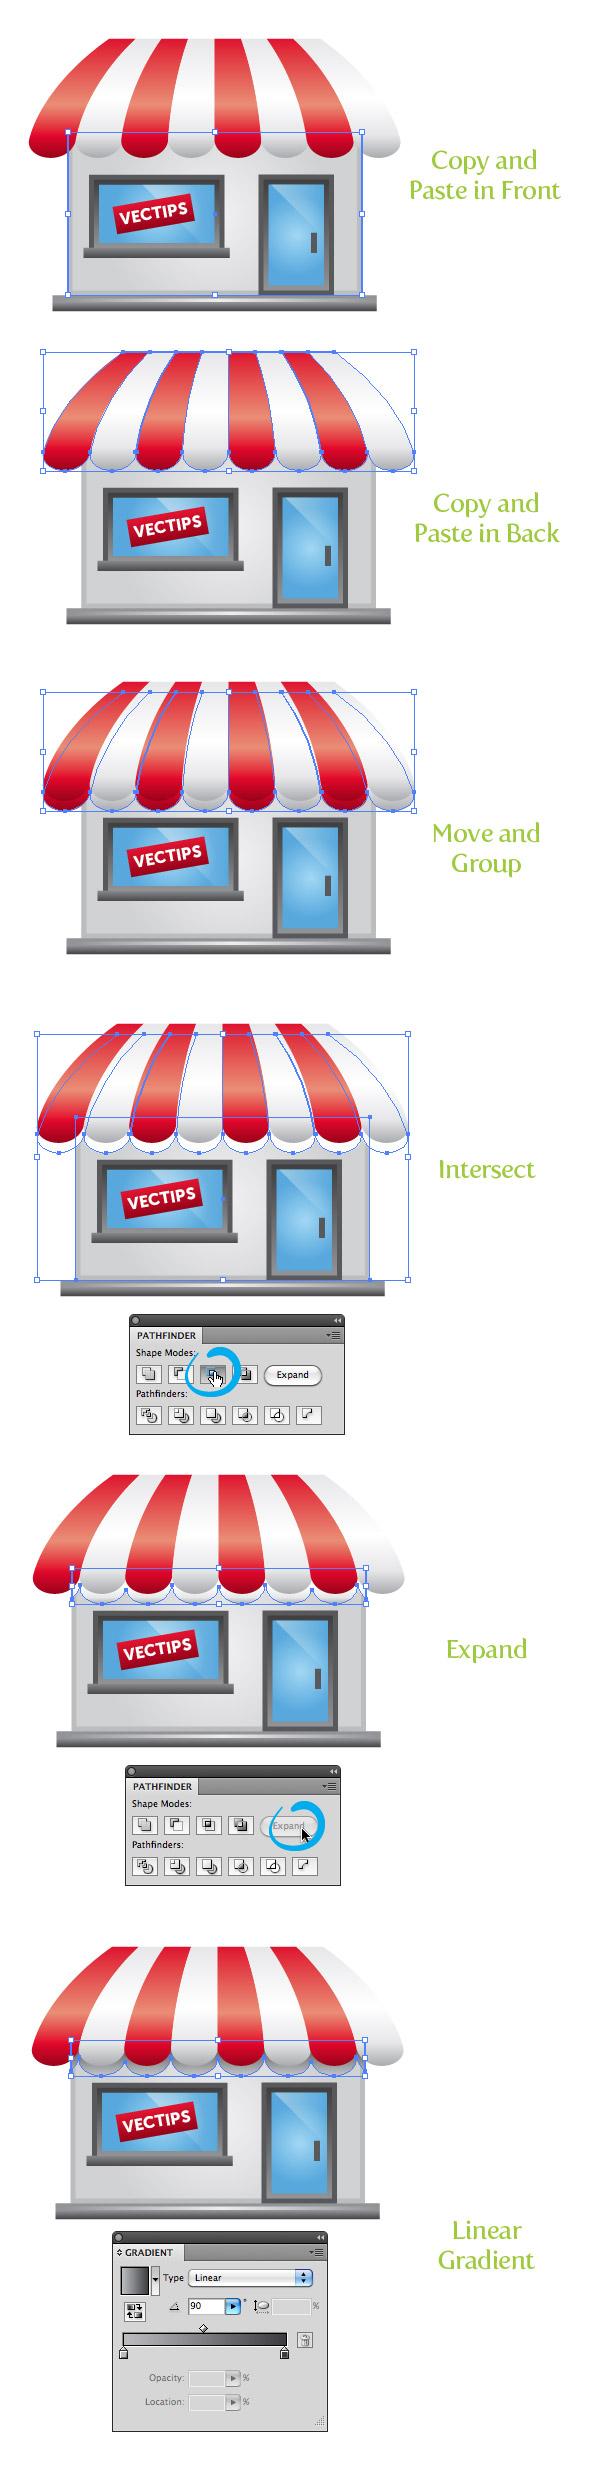 Copy and
Paste in Front
VECTIPS
Copy and
Paste in Back
VECTIPS
Move and
Group
VECTIPS
Intersect
VECTIPS
PATHFINDER
Shape Modes:
Expand
Pathfinders:
Expand
VECTIPS
PATHFINDER
Shape Modes:
Expand
Pathfinders:
VECTIPS
Linear
Gradient
GRADIENT
Type Linear
90 °
%
Opacity: %
Location: %